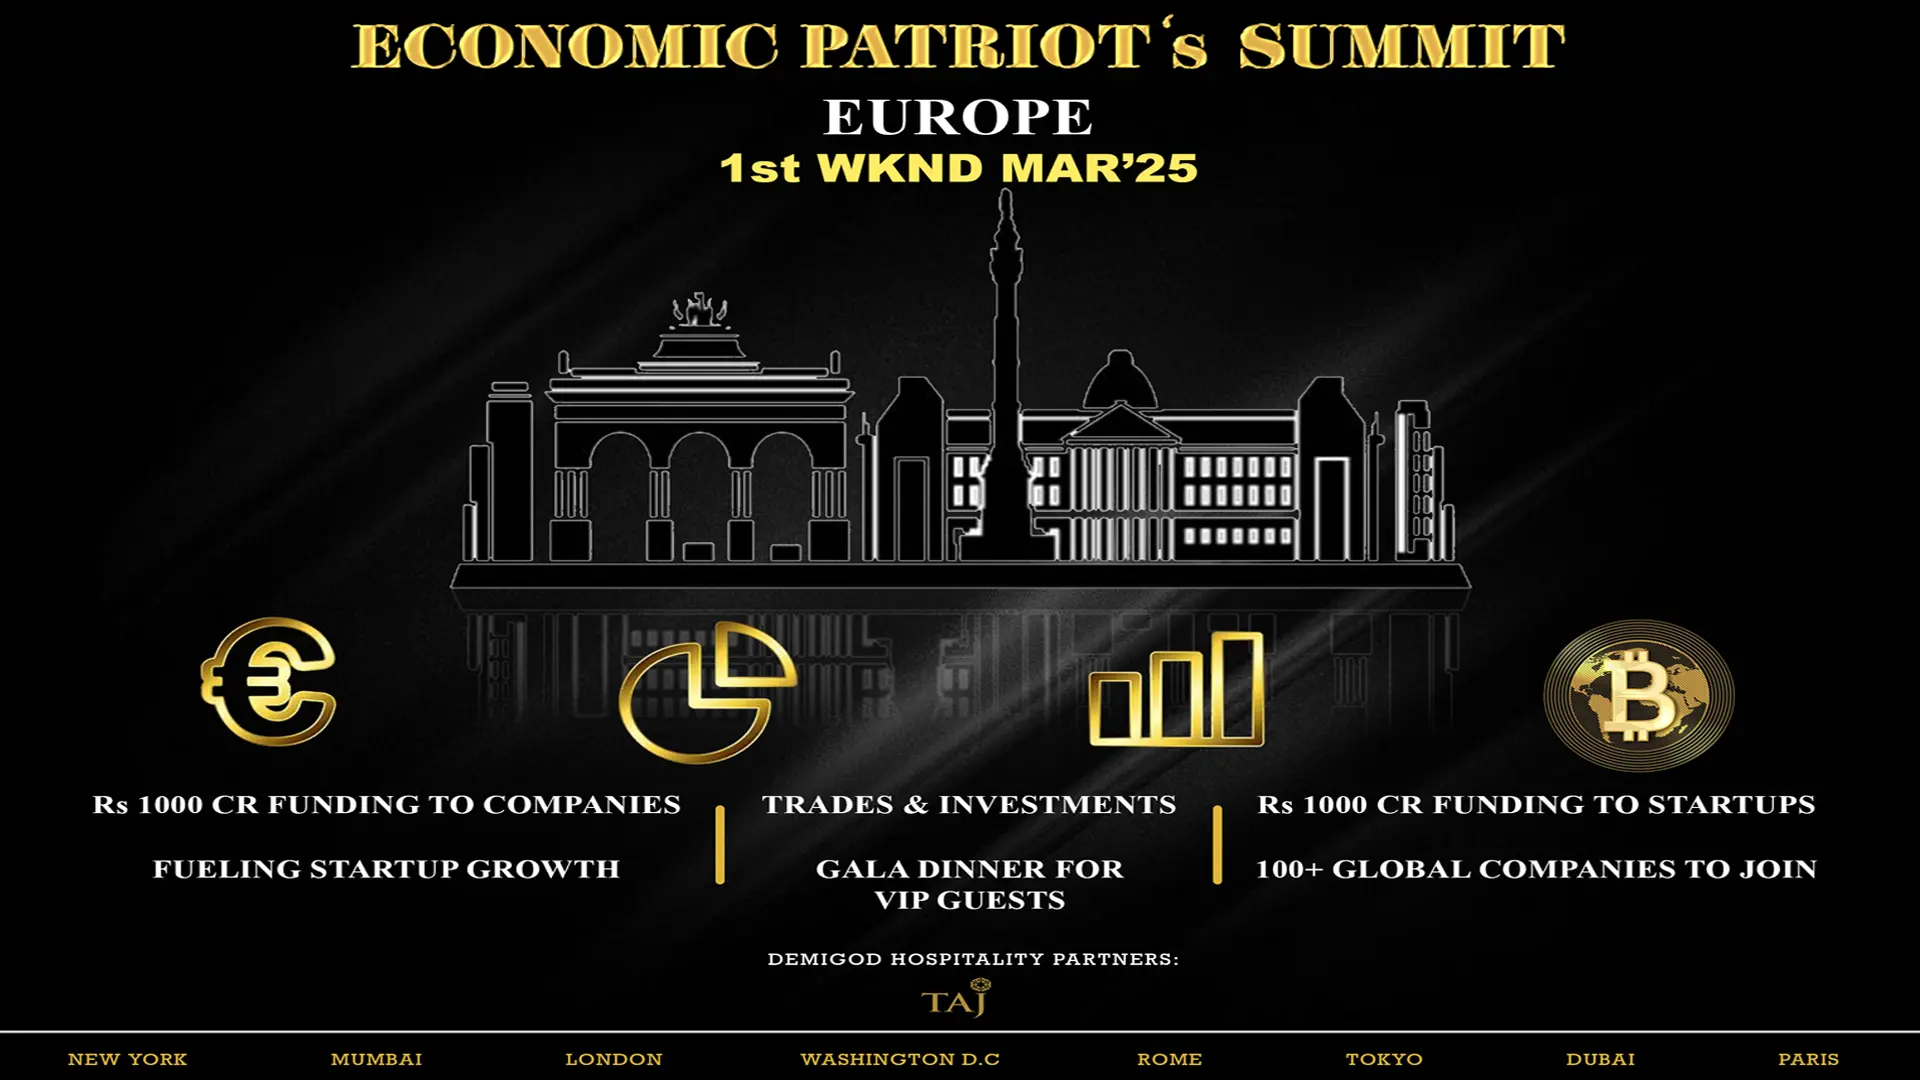 ECONOMIC PATRIOT‘s SUMMIT
EUROPE
1st WKND MAR’25
Rs 1000 CR FUNDING TO COMPANIES
FUELING STARTUP GROWTH
TRADES & INVESTMENTS
GALA DINNER FOR
VIP GUESTS
Rs 1000 CR FUNDING TO STARTUPS
100+ GLOBAL COMPANIES TO JOIN
DEMIGOD HOSPITALITY PARTNERS:
TAJ
NEW YORK MUMBAI LONDON WASHINGTON D.C ROME TOKYO DUBAI PARIS